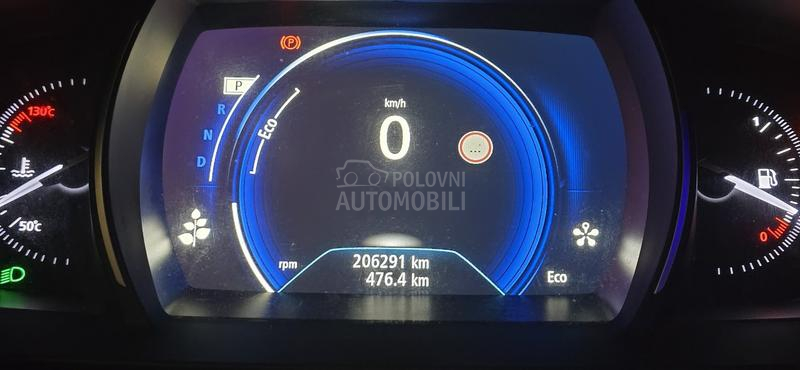 (P)
130°C
P
R
N
D
Eco
km/h
0
...
1/
50°C
0
POLOVNI
AUTOMOBILI
rpm
206291 km
476.4 km
Eco